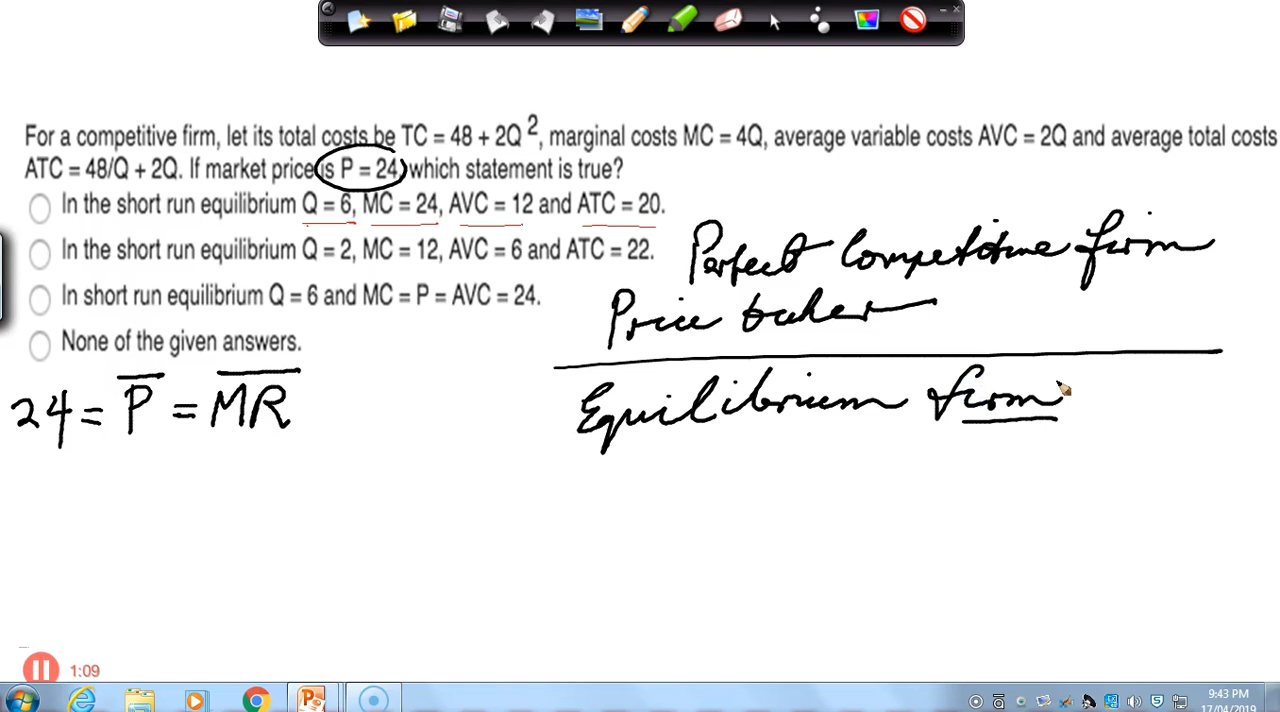 For a competitive firm, let its total costs be TC = 48 + 2Q², marginal costs MC = 4Q, average variable costs AVC = 2Q and average total costs
ATC = 48/Q + 2Q. If market price is P = 24, which statement is true?
In the short run equilibrium Q = 6, MC = 24, AVC = 12 and ATC = 20.
In the short run equilibrium Q = 2, MC = 12, AVC = 6 and ATC = 22.
In short run equilibrium Q = 6 and MC = P = AVC = 24.
None of the given answers.
Perfect Competitive firm
Price taker
24 = P = MR
Equilibrium firm
1:09
9:43 PM
17/04/2019